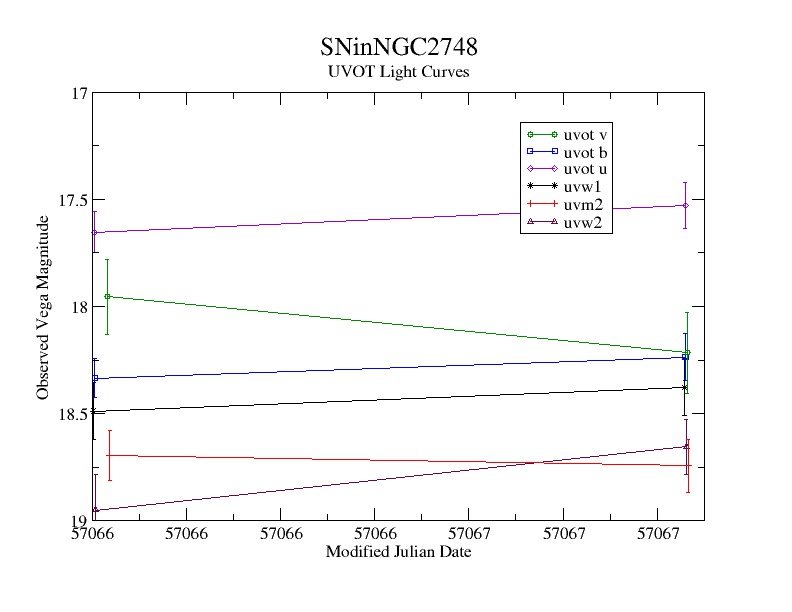 SNinNGC2748
UVOT Light Curves
17
17.5
18
18.5
19
Observed Vega Magnitude
uvot v
uvot b
uvot u
uvw1
uvm2
uvw2
57066 57066 57066 57066 57067 57067 57067
Modified Julian Date